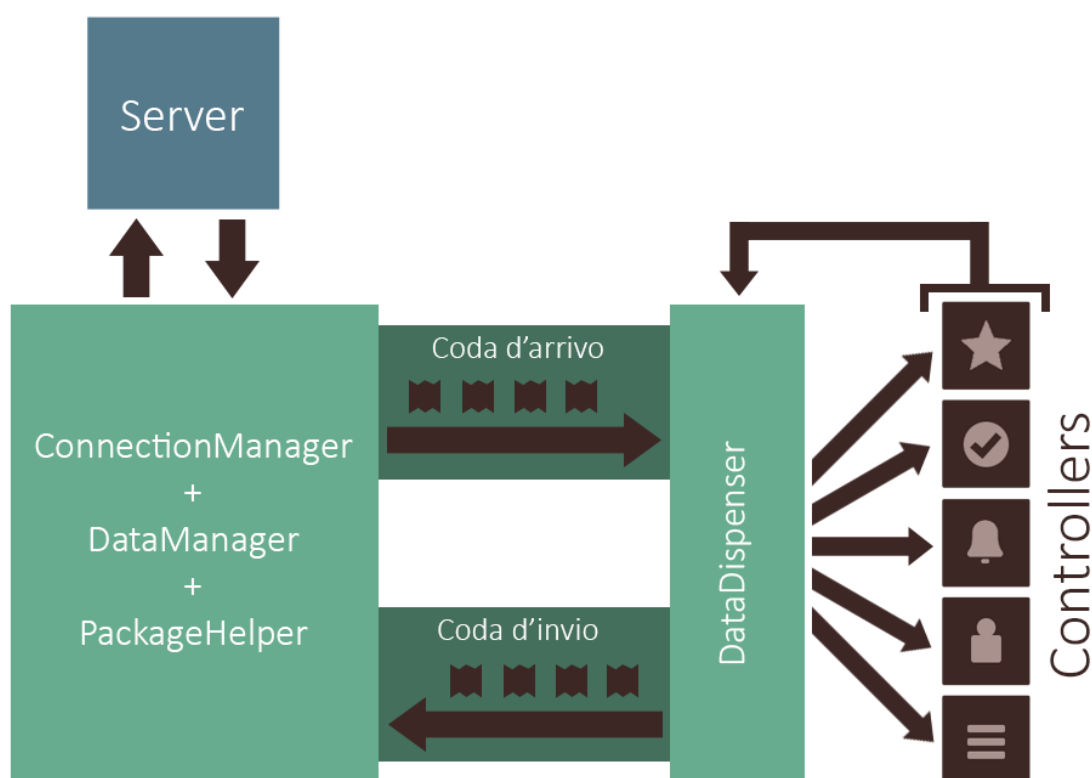 Server
Coda d’arrivo
ConnectionManager
+
DataManager
+
PackageHelper
Coda d’invio
DataDispenser
Controllers